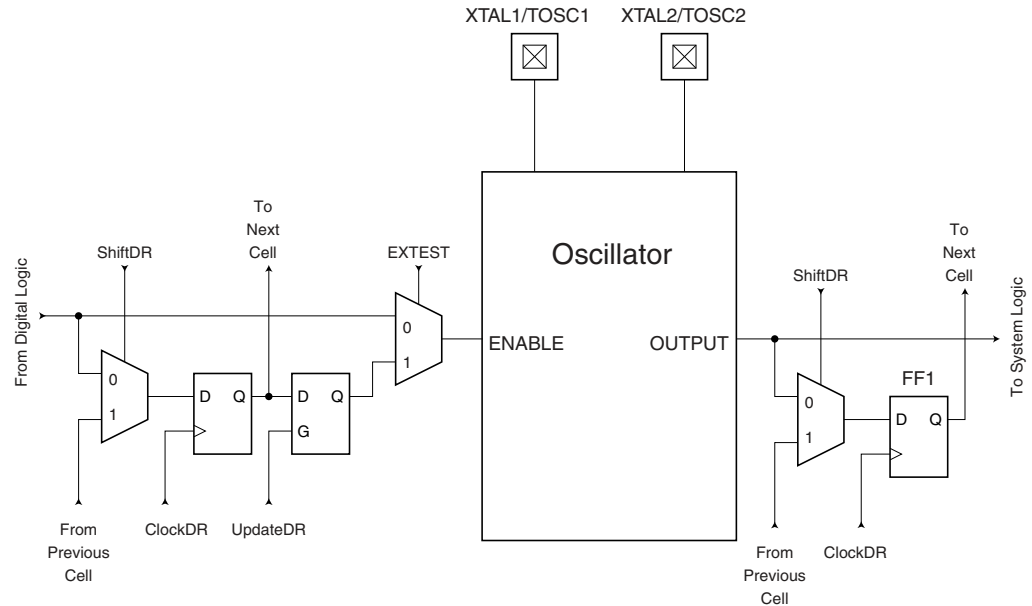 XTAL1/TOSC1
XTAL2/TOSC2
To
Next
Cell
ShiftDR
EXTEST
From Digital Logic
0
1
D Q
D Q
G
0
1
From
Previous
Cell
ClockDR
UpdateDR
Oscillator
ENABLE
OUTPUT
To
Next
Cell
ShiftDR
To System Logic
FF1
0
1
D Q
From
Previous
Cell
ClockDR